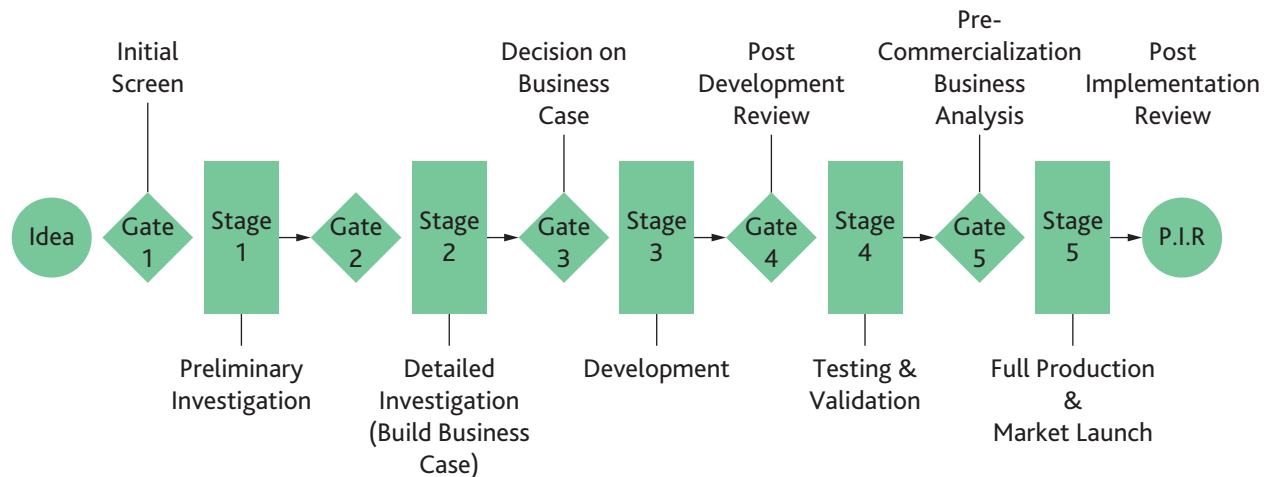 Initial
Screen
Decision on
Business
Case
Post
Development
Review
Pre-
Commercialization
Business
Analysis
Post
Implementation
Review
Idea
Gate
1
Stage
1
Gate
2
Stage
2
Gate
3
Stage
3
Gate
4
Stage
4
Gate
5
Stage
5
P.I.R
Preliminary
Investigation
Detailed
Investigation
(Build Business
Case)
Development
Testing &
Validation
Full Production
&
Market Launch